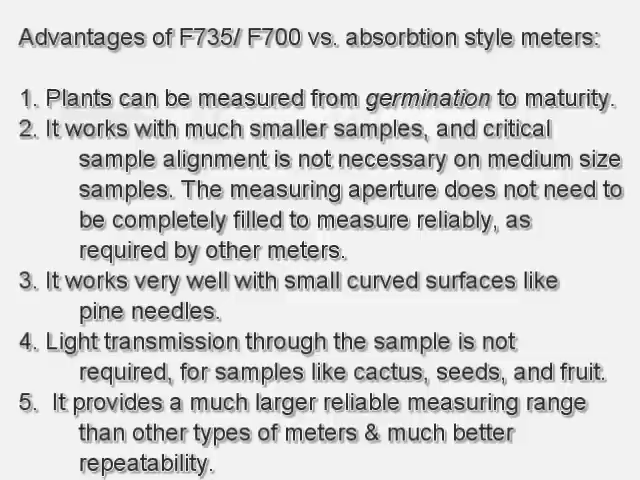 Advantages of F735/ F700 vs. absorbtion style meters:
1. Plants can be measured from germination to maturity.
2. It works with much smaller samples, and critical
sample alignment is not necessary on medium size
samples. The measuring aperture does not need to
be completely filled to measure reliably, as
required by other meters.
3. It works very well with small curved surfaces like
pine needles.
4. Light transmission through the sample is not
required, for samples like cactus, seeds, and fruit.
5. It provides a much larger reliable measuring range
than other types of meters & much better
repeatability.